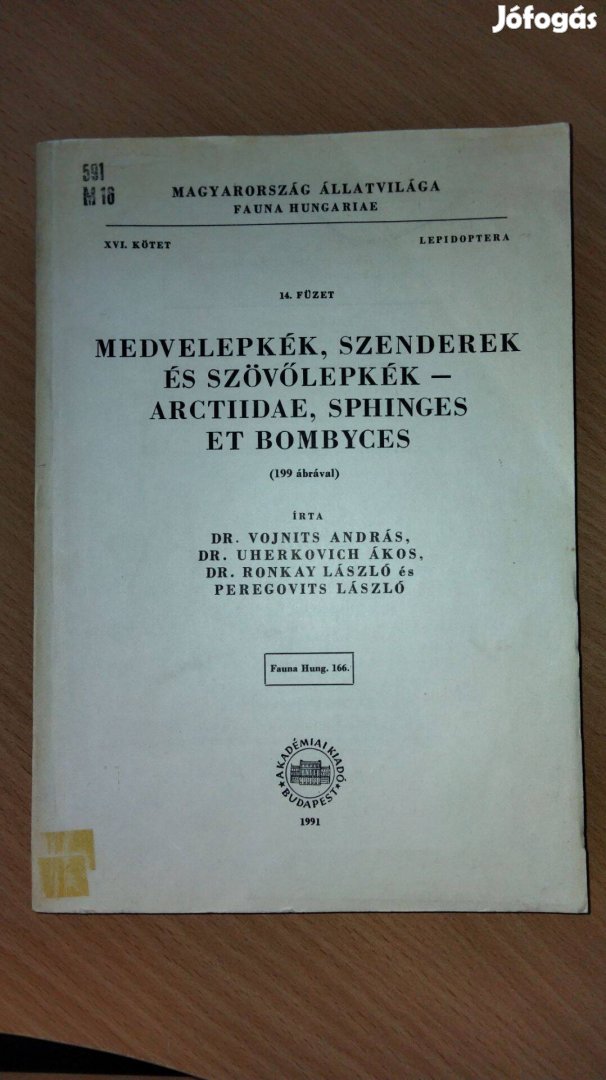 Jófogás
591
M 16
MAGYARORSZÁG ÁLLATVILÁGA
FAUNA HUNGARIAE
XVI. KÖTET
LEPIDOPTERA
14. FÜZET
MEDVELEPKÉK, SZENDEREK
ÉS SZÖVŐLEPKÉK —
ARCTIIDAE, SPHINGES
ET BOMBYCES
(199 ábrával)
ÍRTA
DR. VOJNITS ANDRÁS,
DR. UHERKOVICH ÁKOS,
DR. RONKAY LÁSZLÓ és
PEREGOVITS LÁSZLÓ
Fauna Hung. 166.
AKADÉMIAI KIADÓ
BUDAPEST
1991